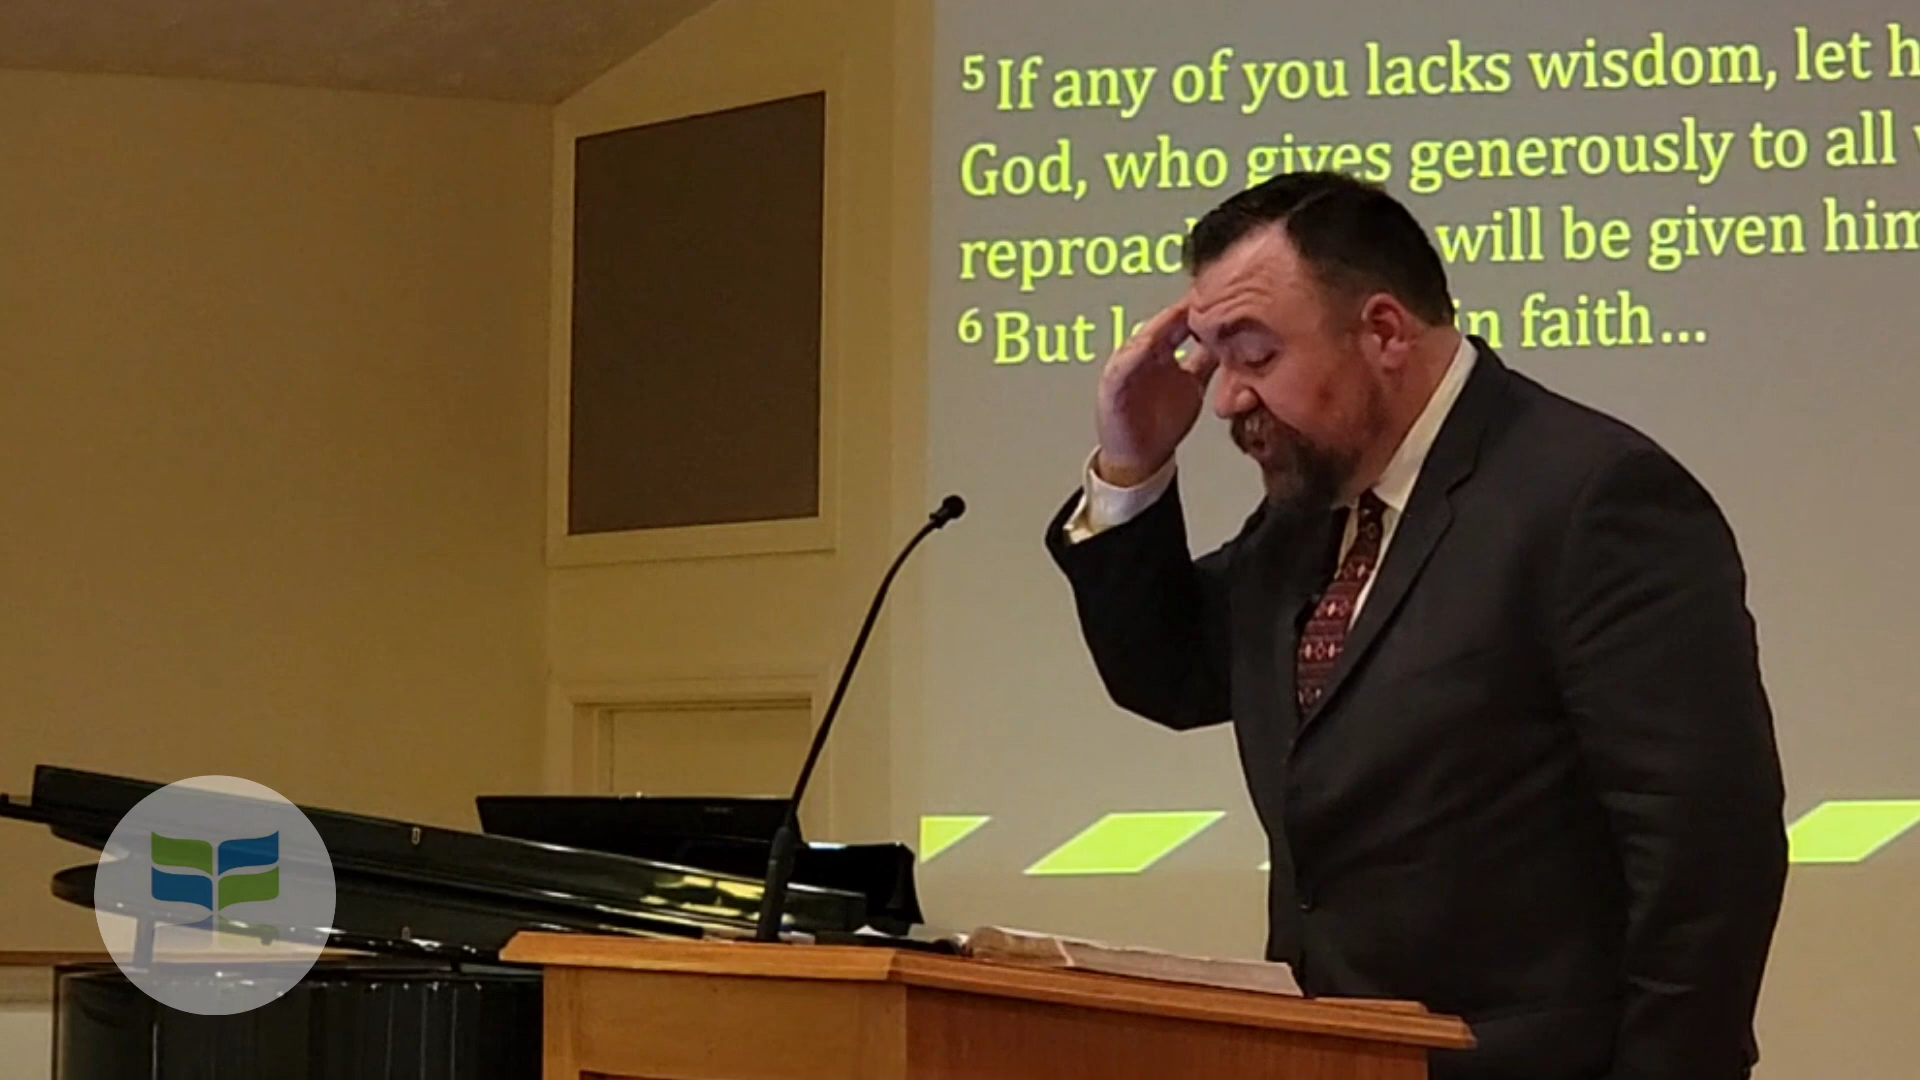 5 If any of you lacks wisdom, let
God, who gives generously to all
will be given him
6 But in faith...